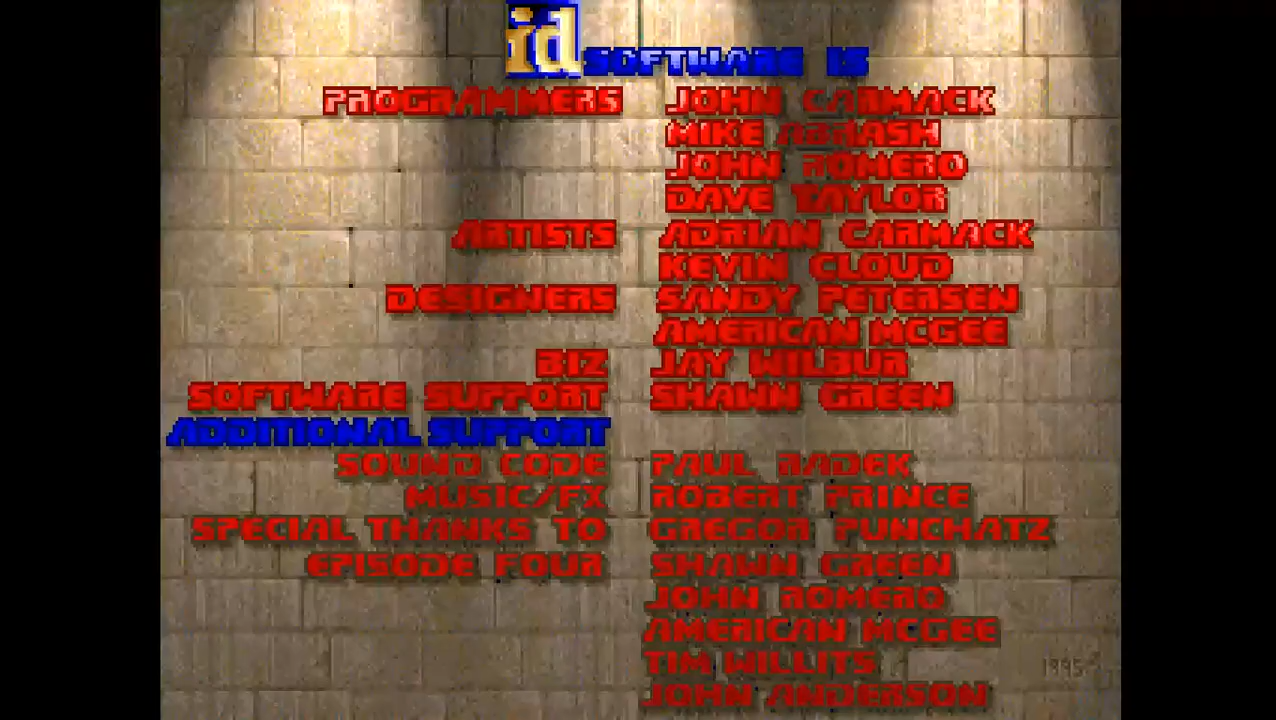 id SOFTWARE IS
PROGRAMMERS JOHN CARMACK
MIKE ABRASH
JOHN ROMERO
DAVE TAYLOR
ARTISTS ADRIAN CARMACK
KEVIN CLOUD
DESIGNERS SANDY PETERSEN
AMERICAN MCGEE
BIZ JAY WILBUR
SOFTWARE SUPPORT SHAWN GREEN
ADDITIONAL SUPPORT
SOUND CODE PAUL RADEK
MUSIC/FX ROBERT PRINCE
SPECIAL THANKS TO GREGOR PUNCHATZ
EPISODE FOUR SHAWN GREEN
JOHN ROMERO
AMERICAN MCGEE
TIM WILLITS
1995
JOHN ANDERSON